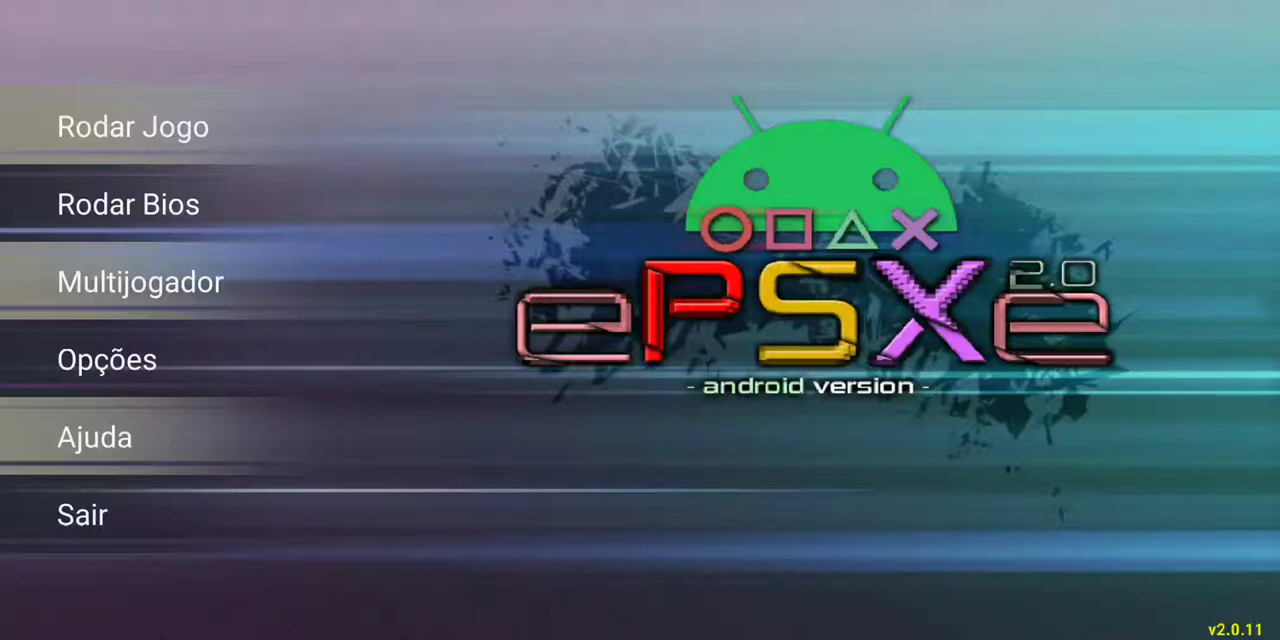 Rodar Jogo
Rodar Bios
Multijogador
Opções
Ajuda
Sair
ePSXe 2.0
- android version -
v2.0.11